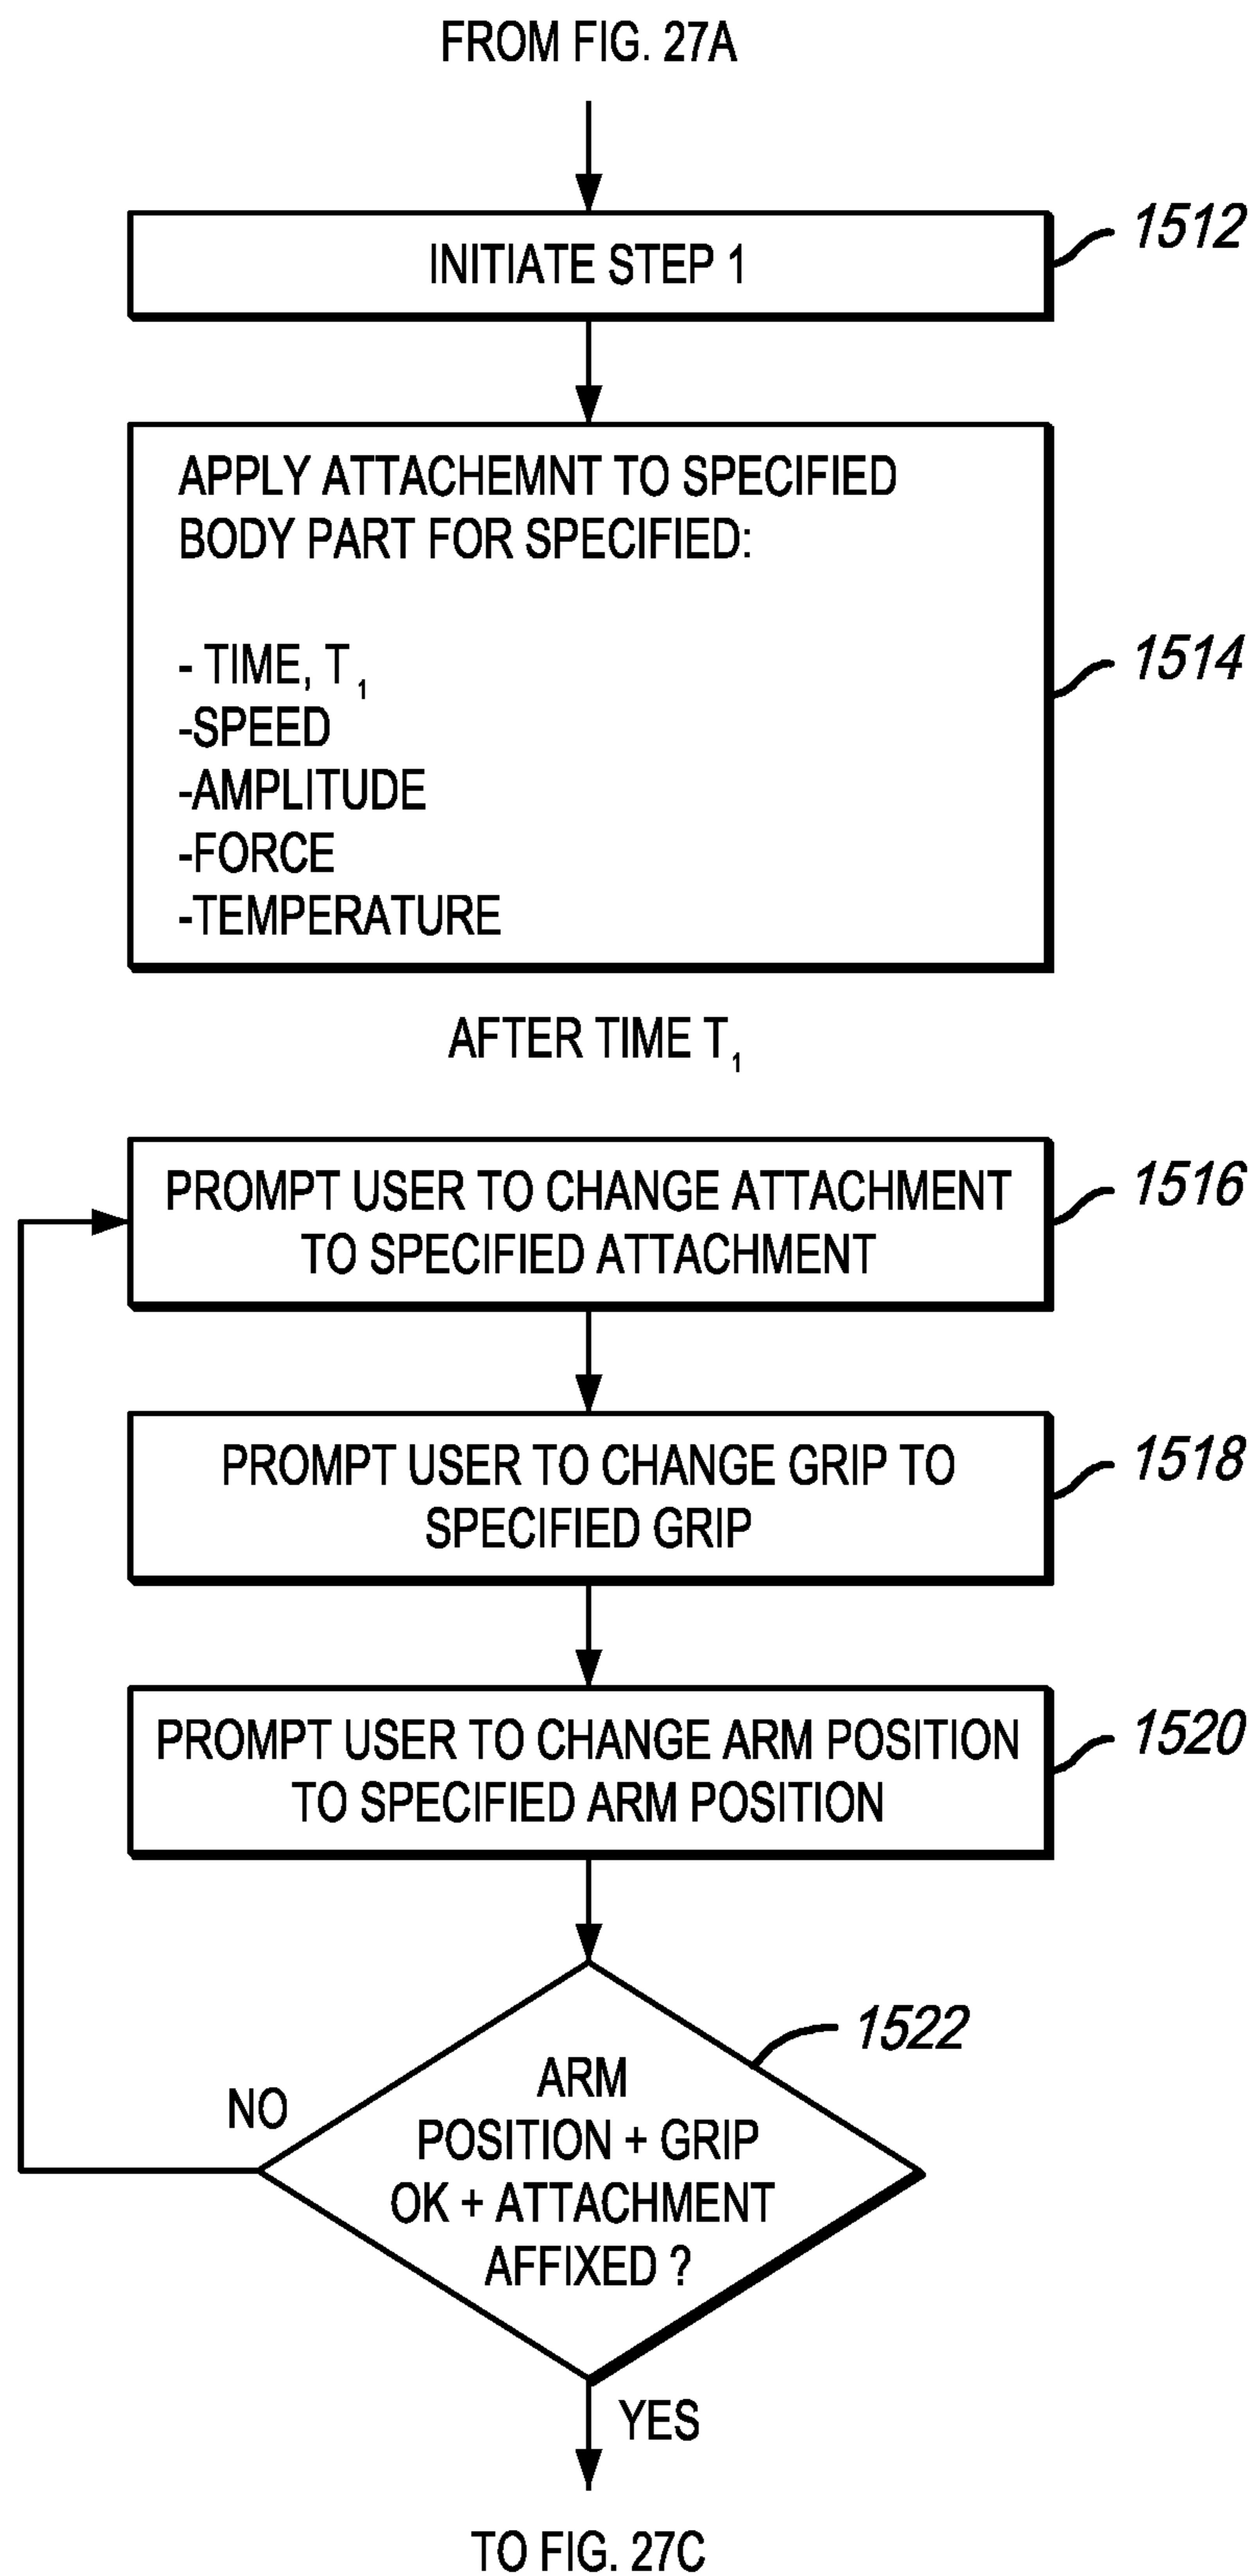 FROM FIG. 27A
INITIATE STEP 1
1512
APPLY ATTACHEMNT TO SPECIFIED
BODY PART FOR SPECIFIED:
- TIME, T₁
-SPEED
-AMPLITUDE
-FORCE
-TEMPERATURE
1514
AFTER TIME T₁
PROMPT USER TO CHANGE ATTACHMENT
TO SPECIFIED ATTACHMENT
1516
PROMPT USER TO CHANGE GRIP TO
SPECIFIED GRIP
1518
PROMPT USER TO CHANGE ARM POSITION
TO SPECIFIED ARM POSITION
1520
1522
ARM
POSITION + GRIP
OK + ATTACHMENT
AFFIXED ?
NO
YES
TO FIG. 27C